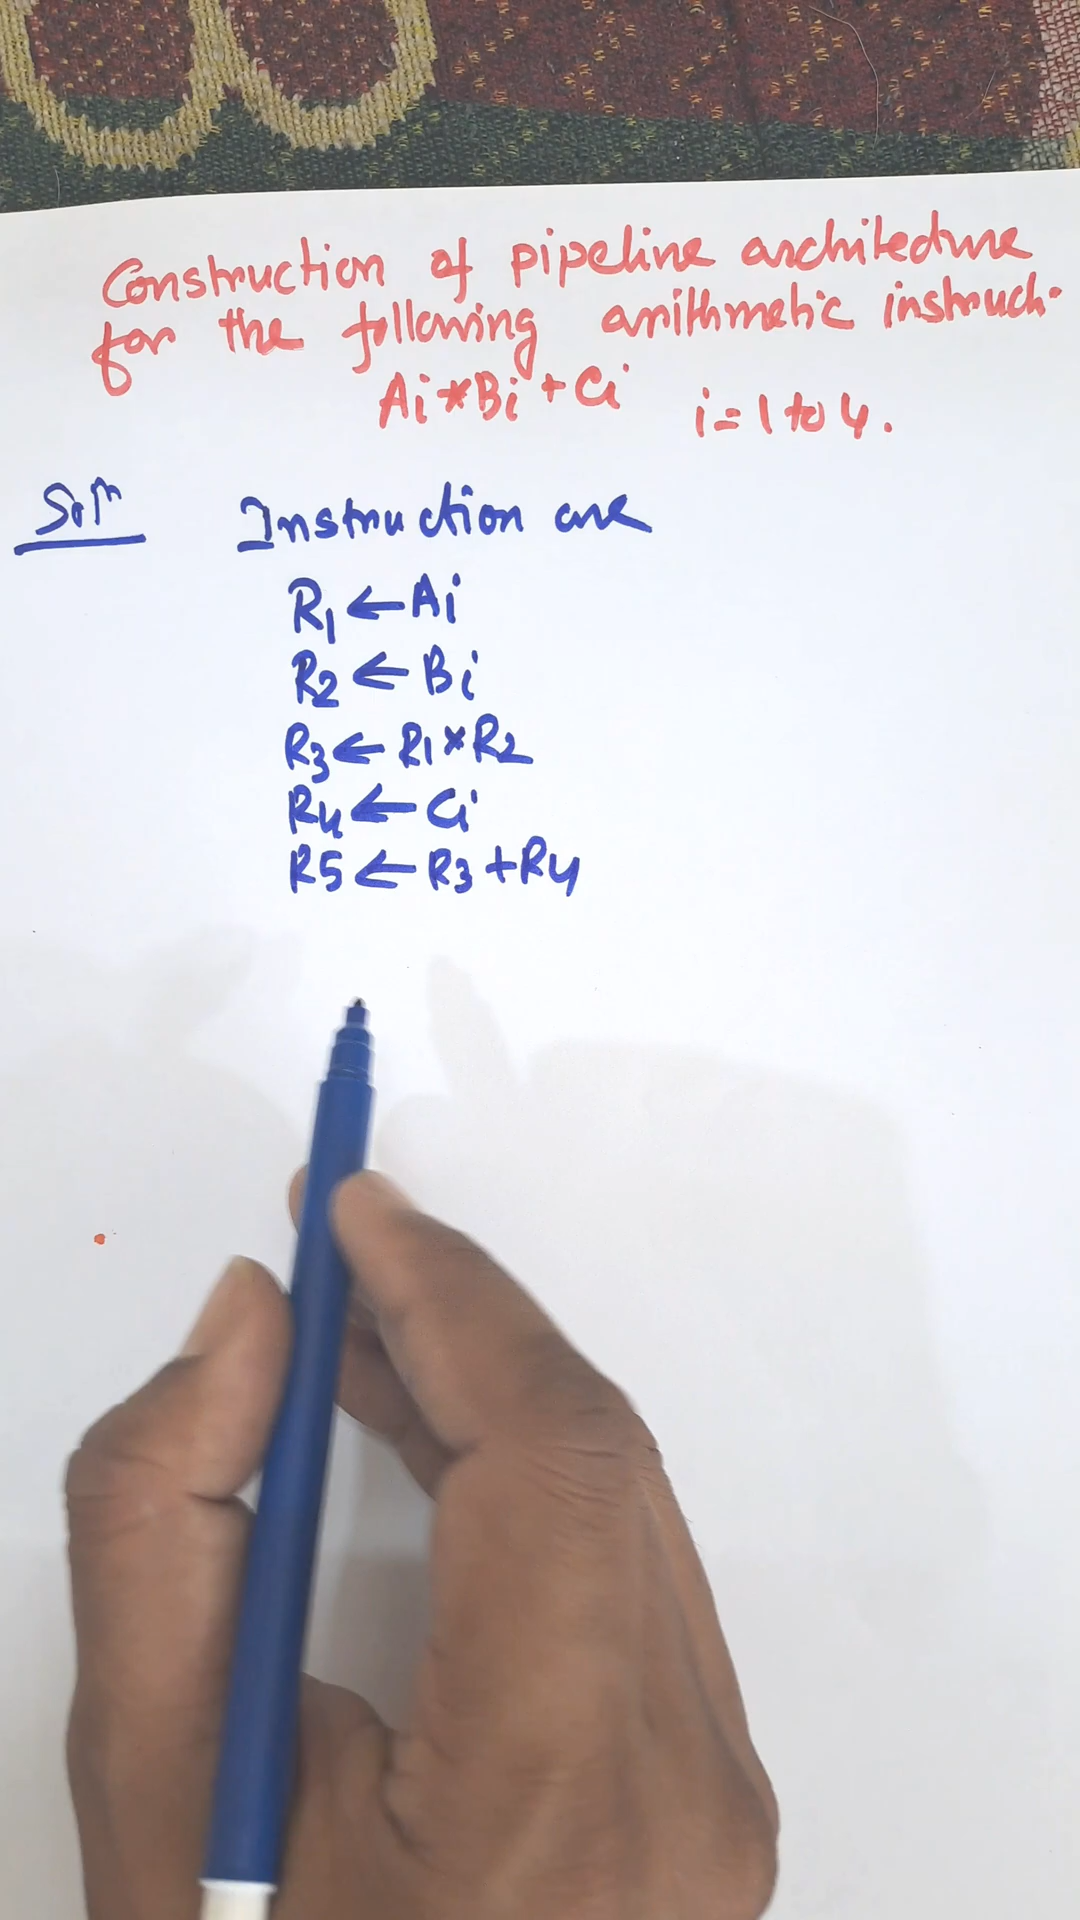 Construction of pipeline architecture
for the following arithmetic instruct.
Ai*Bi+Ci i=1 to 4.
Solⁿ Instruction are
R1←Ai
R2←Bi
R3←R1×R2
R4←Ci
R5←R3+R4